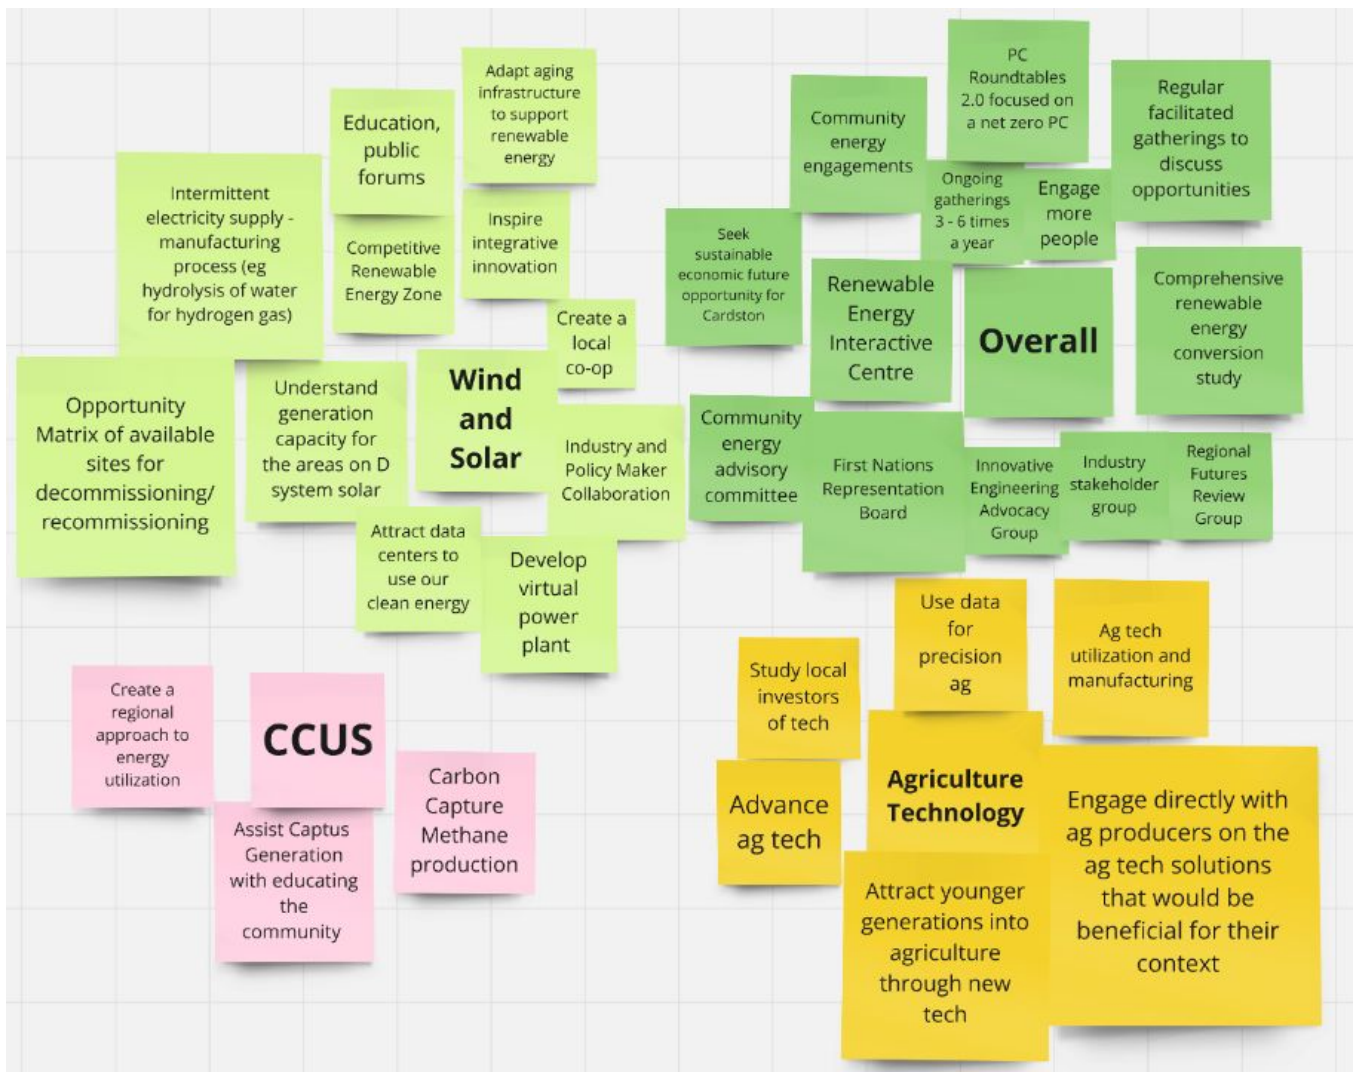 Adapt aging
infrastructure
to support
renewable
energy
Education,
public
forums
Intermittent
electricity supply -
manufacturing
process (eg
hydrolysis of water
for hydrogen gas)
Competitive
Renewable
Energy Zone
Inspire
integrative
innovation
Create a
local
co-op
Wind
and
Solar
Opportunity
Matrix of available
sites for
decommissioning/
recommissioning
Understand
generation
capacity for
the areas on D
system solar
Industry and
Policy Maker
Collaboration
Attract data
centers to
use our
clean energy
Develop
virtual
power
plant
PC
Roundtables
2.0 focused on
a net zero PC
Community
energy
engagements
Regular
facilitated
gatherings to
discuss
opportunities
Ongoing
gatherings
3 - 6 times
a year
Engage
more
people
Seek
sustainable
economic future
opportunity for
Cardston
Renewable
Energy
Interactive
Centre
Overall
Comprehensive
renewable
energy
conversion
study
Community
energy
advisory
committee
First Nations
Representation
Board
Innovative
Engineering
Advocacy
Group
Industry
stakeholder
group
Regional
Futures
Review
Group
Create a
regional
approach to
energy
utilization
CCUS
Carbon
Capture
Methane
production
Assist Captus
Generation
with educating
the
community
Use data
for
precision
ag
Ag tech
utilization and
manufacturing
Study local
investors
of tech
Agriculture
Technology
Advance
ag tech
Engage directly with
ag producers on the
ag tech solutions
that would be
beneficial for their
context
Attract younger
generations into
agriculture
through new
tech